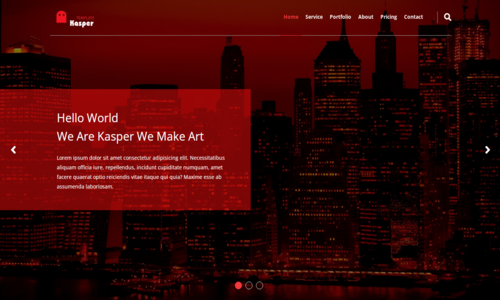 Kasper
Home Service Portfolio About Pricing Contact
Hello World
We Are Kasper We Make Art
Lorem ipsum dolor sit amet consectetur adipisicing elit. Necessitatibus
aliquam officia iure, repellendus, incidunt cupiditate numquam, amet
facere quaerat optio reiciendis vitae itaque qui quia? Maxime esse ab
assumenda laboriosam.